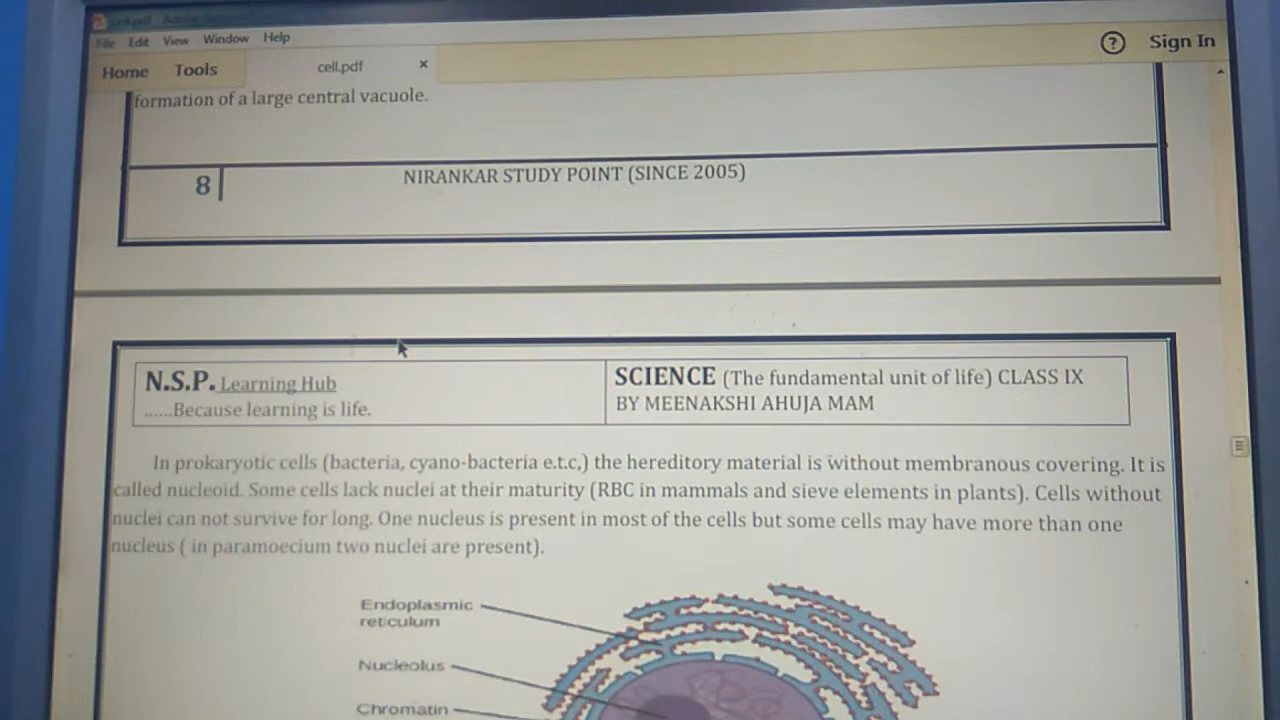 cell.pdf - Adobe
File Edit View Window Help
Home Tools cell.pdf × ? Sign In
formation of a large central vacuole.
8 NIRANKAR STUDY POINT (SINCE 2005)
N.S.P. Learning Hub
......Because learning is life.
SCIENCE (The fundamental unit of life) CLASS IX
BY MEENAKSHI AHUJA MAM
In prokaryotic cells (bacteria, cyano-bacteria e.t.c,) the hereditary material is without membranous covering. It is
called nucleoid. Some cells lack nuclei at their maturity (RBC in mammals and sieve elements in plants). Cells without
nuclei can not survive for long. One nucleus is present in most of the cells but some cells may have more than one
nucleus ( in paramoecium two nuclei are present).
Endoplasmic
reticulum
Nucleolus
Chromatin